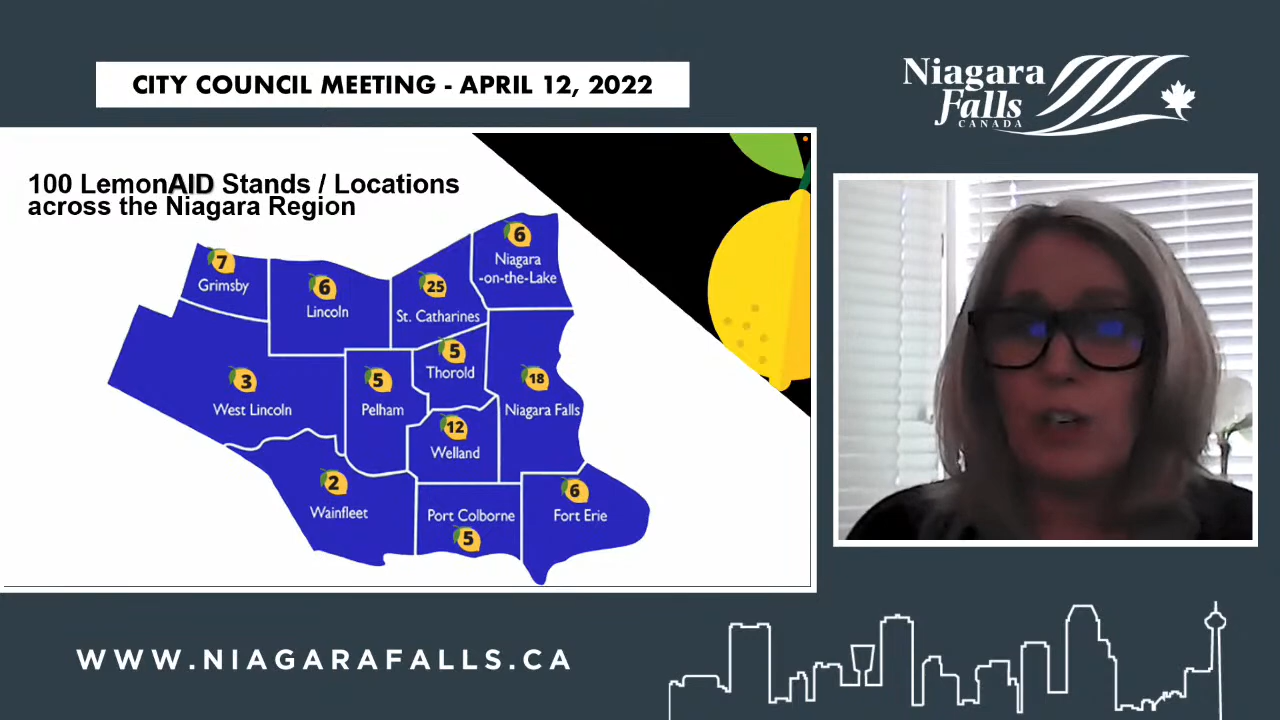 CITY COUNCIL MEETING - APRIL 12, 2022
Niagara
Falls
CANADA
100 LemonAID Stands / Locations
across the Niagara Region
6
Niagara
-on-the-Lake
7
Grimsby
6
Lincoln
25
St. Catharines
5
Thorold
3
West Lincoln
5
Pelham
18
Niagara Falls
12
Welland
2
Wainfleet
Port Colborne
5
6
Fort Erie
WWW.NIAGARAFALLS.CA